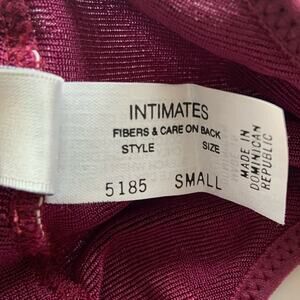 INTIMATES
FIBERS & CARE ON BACK
STYLE SIZE
5185 SMALL
MADE IN
DOMINICAN
REPUBLIC